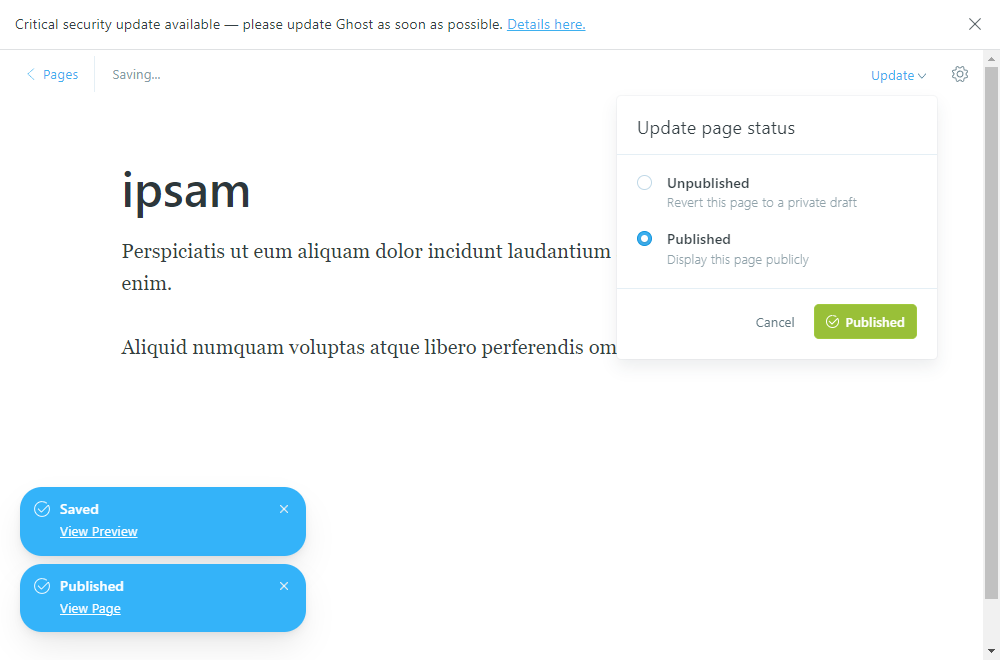 Critical security update available — please update Ghost as soon as possible. Details here.
Pages
Saving...
Update
Update page status
Unpublished
Revert this page to a private draft
Published
Display this page publicly
Cancel
Published
ipsam
Perspiciatis ut eum aliquam dolor incidunt laudantium
enim.
Aliquid numquam voluptas atque libero perferendis
Saved
View Preview
Published
View Page